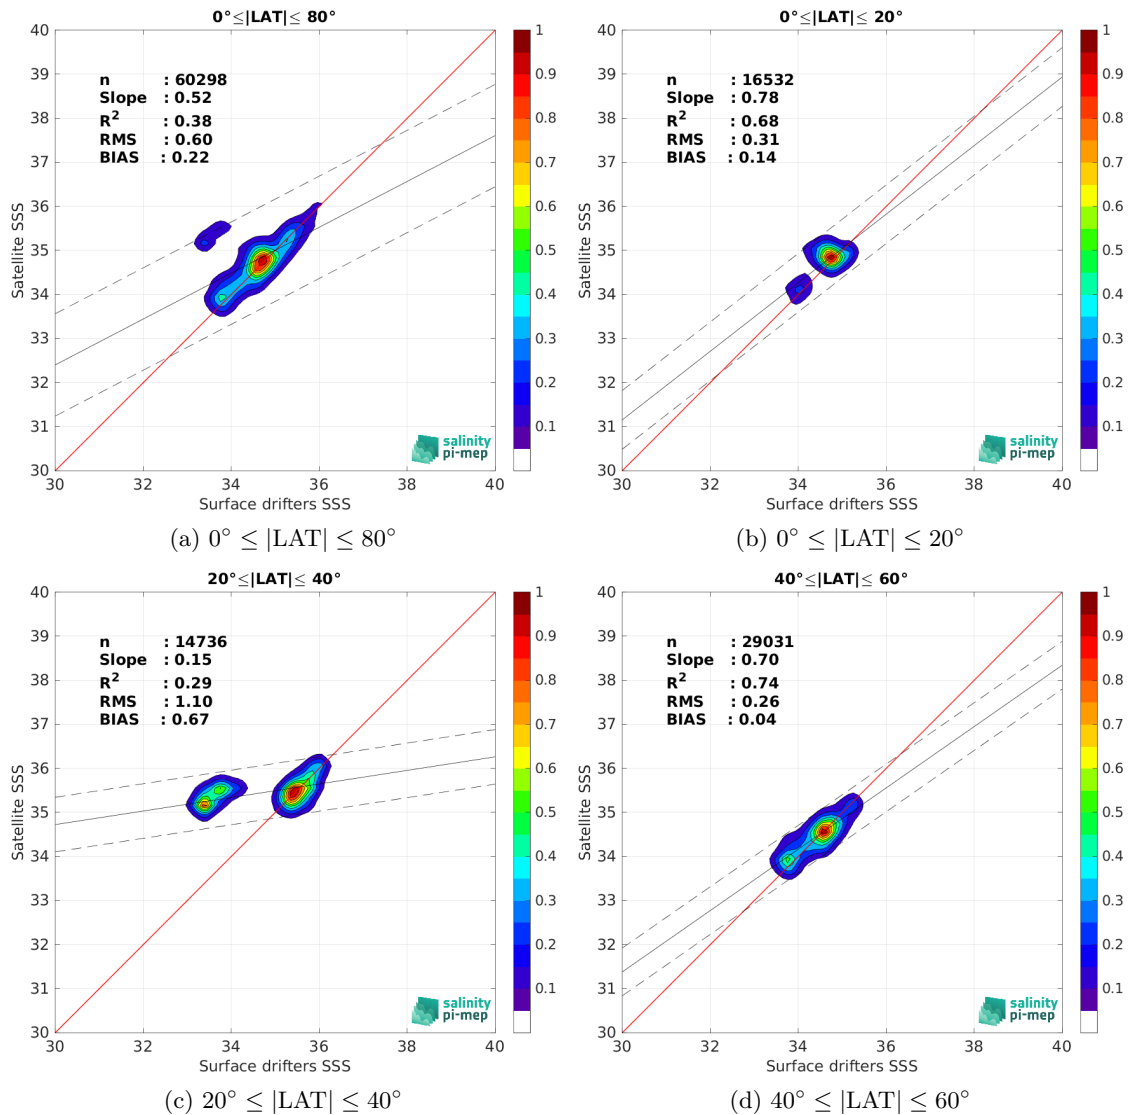 0°≤|LAT|≤ 80°
40
39
38
37
36
35
34
33
32
31
30
Satellite SSS
n : 60298
Slope : 0.52
R2 : 0.38
RMS : 0.60
BIAS : 0.22
salinity
pi-mep
30 32 34 36 38 40
Surface drifters SSS
1
0.9
0.8
0.7
0.6
0.5
0.4
0.3
0.2
0.1
(a) 0° ≤ |LAT| ≤ 80°
0°≤|LAT|≤ 20°
40
39
38
37
36
35
34
33
32
31
30
Satellite SSS
n : 16532
Slope : 0.78
R2 : 0.68
RMS : 0.31
BIAS : 0.14
salinity
pi-mep
30 32 34 36 38 40
Surface drifters SSS
1
0.9
0.8
0.7
0.6
0.5
0.4
0.3
0.2
0.1
(b) 0° ≤ |LAT| ≤ 20°
20°≤|LAT|≤ 40°
40
39
38
37
36
35
34
33
32
31
30
Satellite SSS
n : 14736
Slope : 0.15
R2 : 0.29
RMS : 1.10
BIAS : 0.67
salinity
pi-mep
30 32 34 36 38 40
Surface drifters SSS
1
0.9
0.8
0.7
0.6
0.5
0.4
0.3
0.2
0.1
(c) 20° ≤ |LAT| ≤ 40°
40°≤|LAT|≤ 60°
40
39
38
37
36
35
34
33
32
31
30
Satellite SSS
n : 29031
Slope : 0.70
R2 : 0.74
RMS : 0.26
BIAS : 0.04
salinity
pi-mep
30 32 34 36 38 40
Surface drifters SSS
1
0.9
0.8
0.7
0.6
0.5
0.4
0.3
0.2
0.1
(d) 40° ≤ |LAT| ≤ 60°